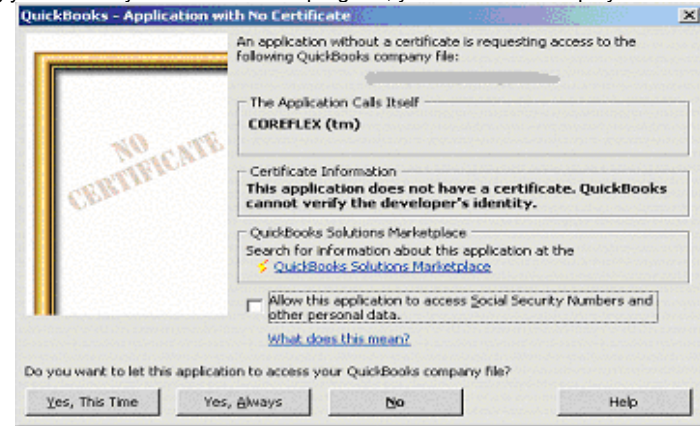 QuickBooks - Application with No Certificate
An application without a certificate is requesting access to the
following QuickBooks company file:
NO
CERTIFICATE
The Application Calls Itself
COREFLEX (tm)
Certificate Information
This application does not have a certificate. QuickBooks
cannot verify the developer's identity.
QuickBooks Solutions Marketplace
Search for information about this application at the
QuickBooks Solutions Marketplace
Allow this application to access Social Security Numbers and
other personal data.
What does this mean?
Do you want to let this application to access your QuickBooks company file?
Yes, This Time
Yes, Always
No
Help